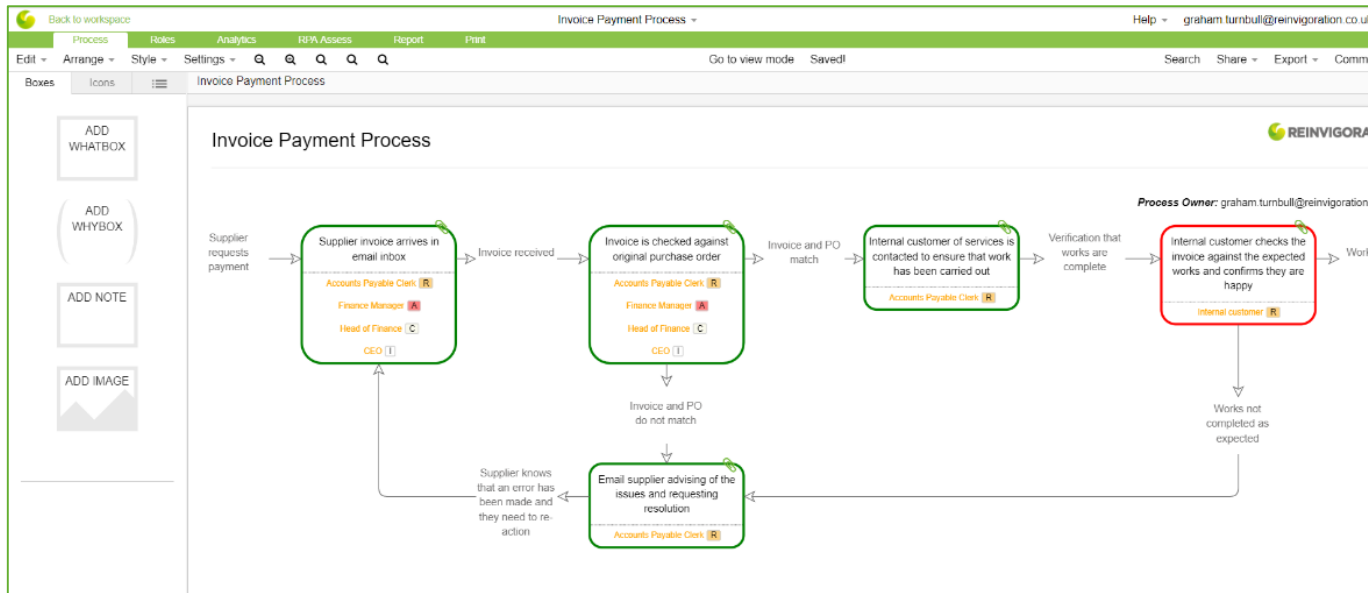 Back to workspace
Invoice Payment Process
Help
graham.turnbull@reinvigoration.co.uk
Process Roles Analytics RPA Assess Report Print
Edit Arrange Style Settings
Go to view mode Saved!
Search Share Export Comm
Boxes Icons
Invoice Payment Process
ADD
WHATBOX
ADD
WHYBOX
ADD NOTE
ADD IMAGE
Invoice Payment Process
REINVIGORA
Process Owner: graham.turnbull@reinvigoration
Supplier
requests
payment
Supplier invoice arrives in
email inbox
Accounts Payable Clerk R
Finance Manager A
Head of Finance C
CEO I
Invoice received
Invoice is checked against
original purchase order
Accounts Payable Clerk R
Finance Manager A
Head of Finance C
CEO I
Invoice and PO
match
Internal customer of services is
contacted to ensure that work
has been carried out
Accounts Payable Clerk R
Verification that
works are
complete
Internal customer checks the
invoice against the expected
works and confirms they are
happy
Internal customer R
Work
Invoice and PO
do not match
Works not
completed as
expected
Supplier knows
that an error has
been made and
they need to re-
action
Email supplier advising of the
issues and requesting
resolution
Accounts Payable Clerk R